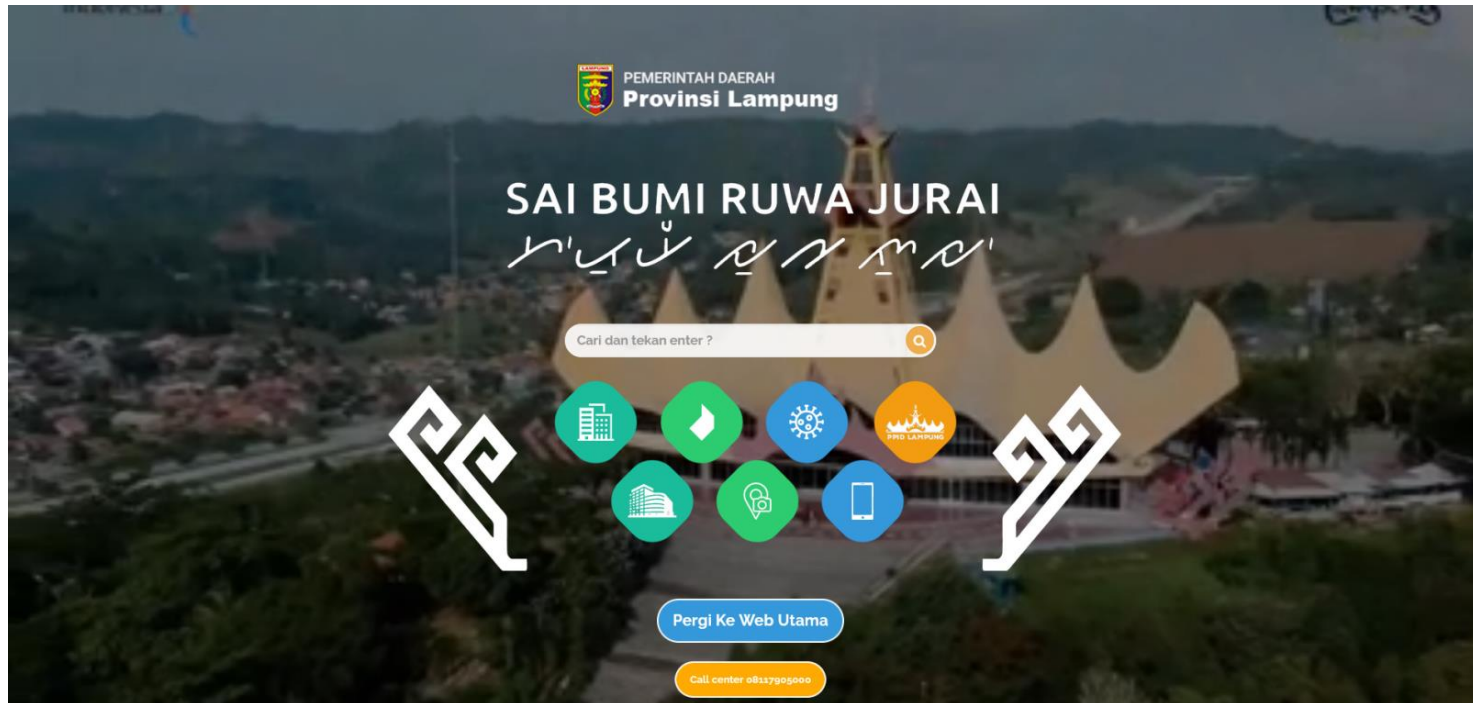 PEMERINTAH DAERAH
Provinsi Lampung
SAI BUMI RUWA JURAI
Cari dan tekan enter ?
PPID LAMPUNG
Pergi Ke Web Utama
Call center 08117905000